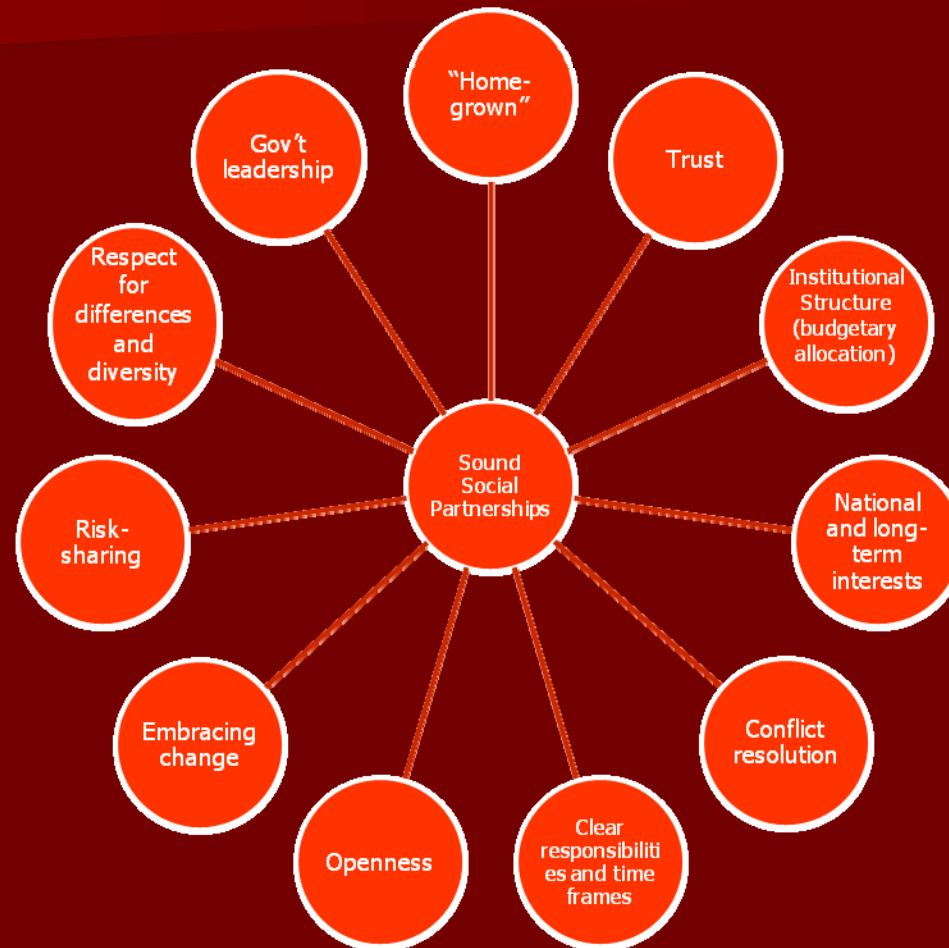 “Home-
grown”
Trust
Institutional
Structure
(budgetary
allocation)
National
and long-
term
interests
Conflict
resolution
Clear
responsibiliti
es and time
frames
Openness
Embracing
change
Risk-
sharing
Respect
for
differences
and
diversity
Gov’t
leadership
Sound
Social
Partnerships